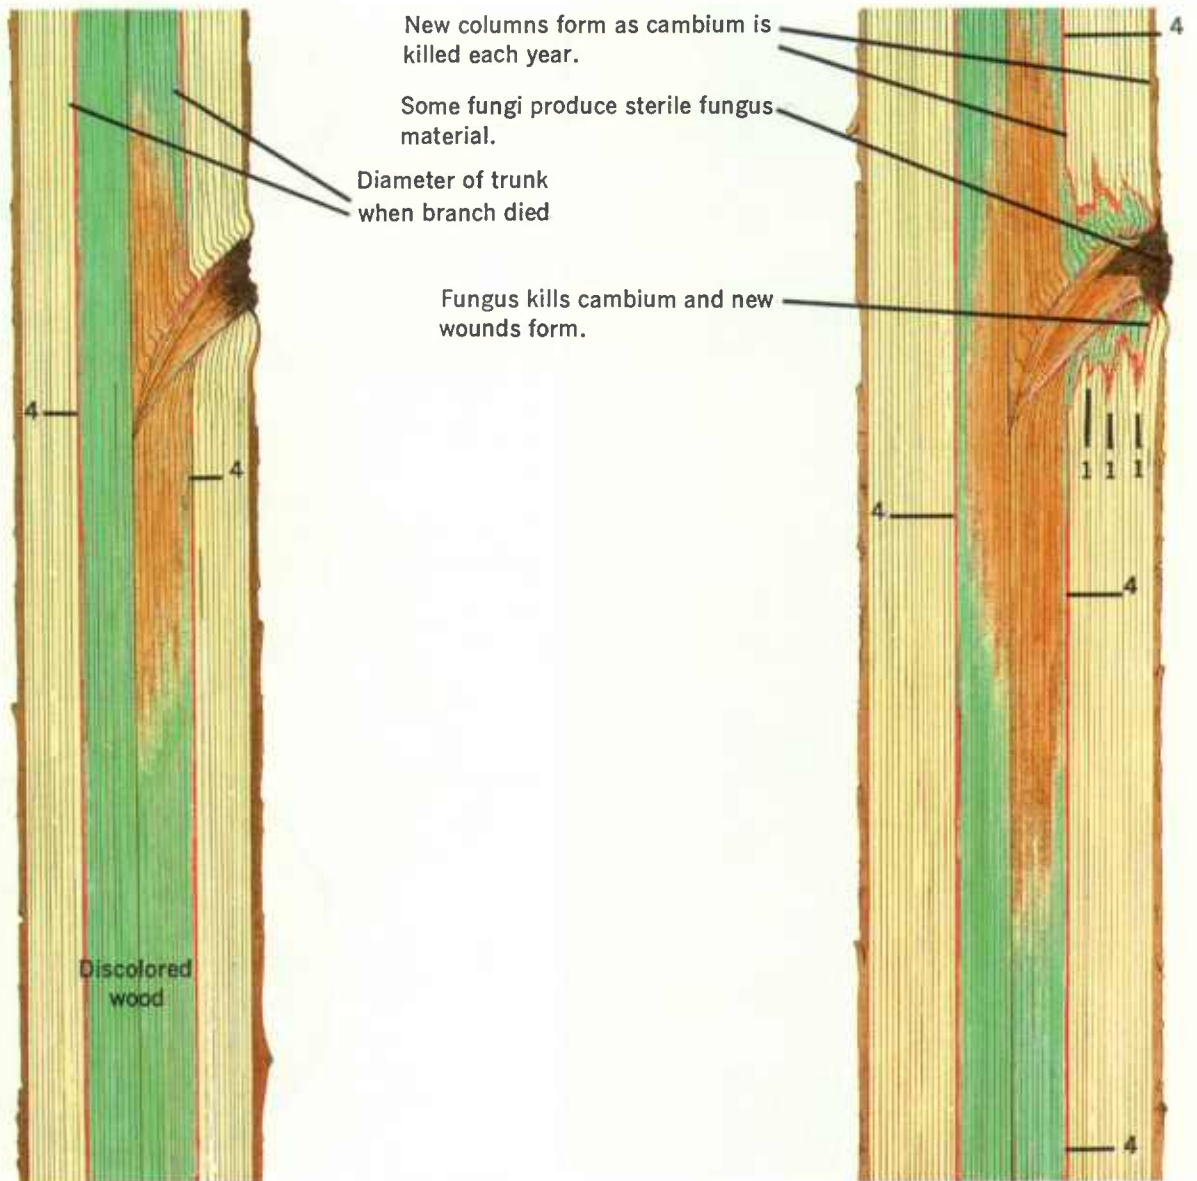 New columns form as cambium is
killed each year.
4
Some fungi produce sterile fungus
material.
Diameter of trunk
when branch died
Fungus kills cambium and new
wounds form.
4
4
1 1 1
4
4
Discolored
wood
4